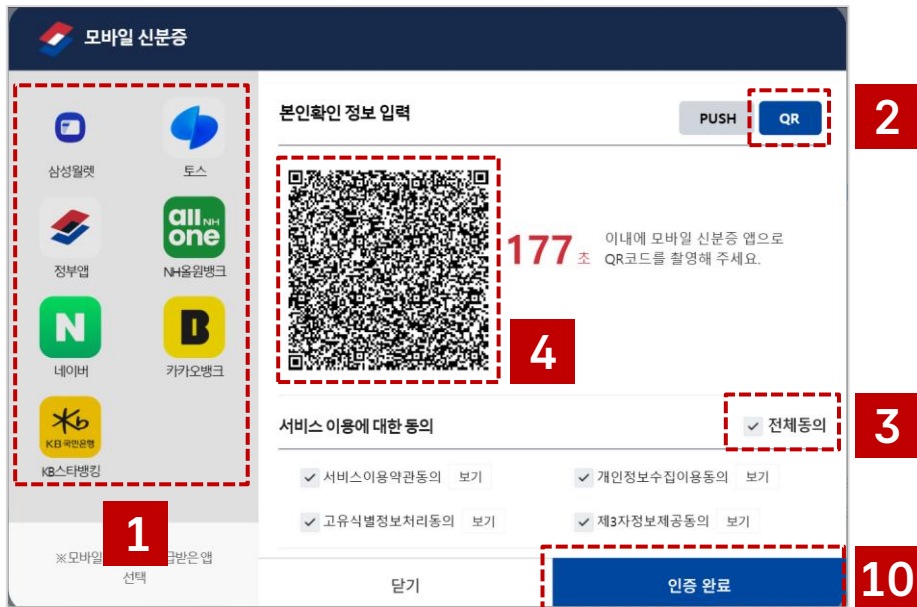 모바일 신분증
삼성월렛
토스
정부앱
all NH
one
NH올원뱅크
N
네이버
B
카카오뱅크
Kb
KB국민은행
KB스타뱅킹
1
※모바일 급받은 앱
선택
본인확인 정보 입력
PUSH
QR
2
177 초
이내에 모바일 신분증 앱으로
QR코드를 촬영해 주세요.
4
서비스 이용에 대한 동의
전체동의
3
서비스이용약관동의 보기
개인정보수집이용동의 보기
고유식별정보처리동의 보기
제3자정보제공동의 보기
닫기
인증 완료
10